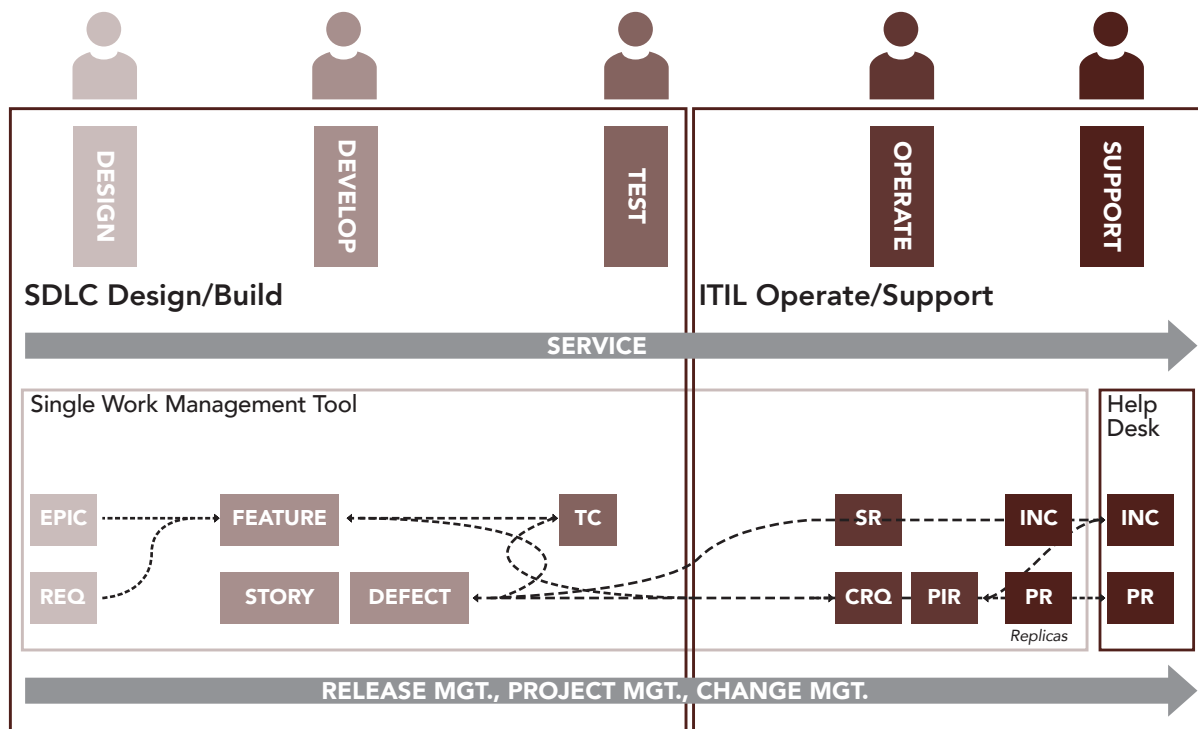 DESIGN
DEVELOP
TEST
OPERATE
SUPPORT
SDLC Design/Build
ITIL Operate/Support
SERVICE
Single Work Management Tool
Help
Desk
EPIC
FEATURE
TC
SR
INC
INC
REQ
STORY
DEFECT
CRQ
PIR
PR
PR
Replicas
RELEASE MGT., PROJECT MGT., CHANGE MGT.